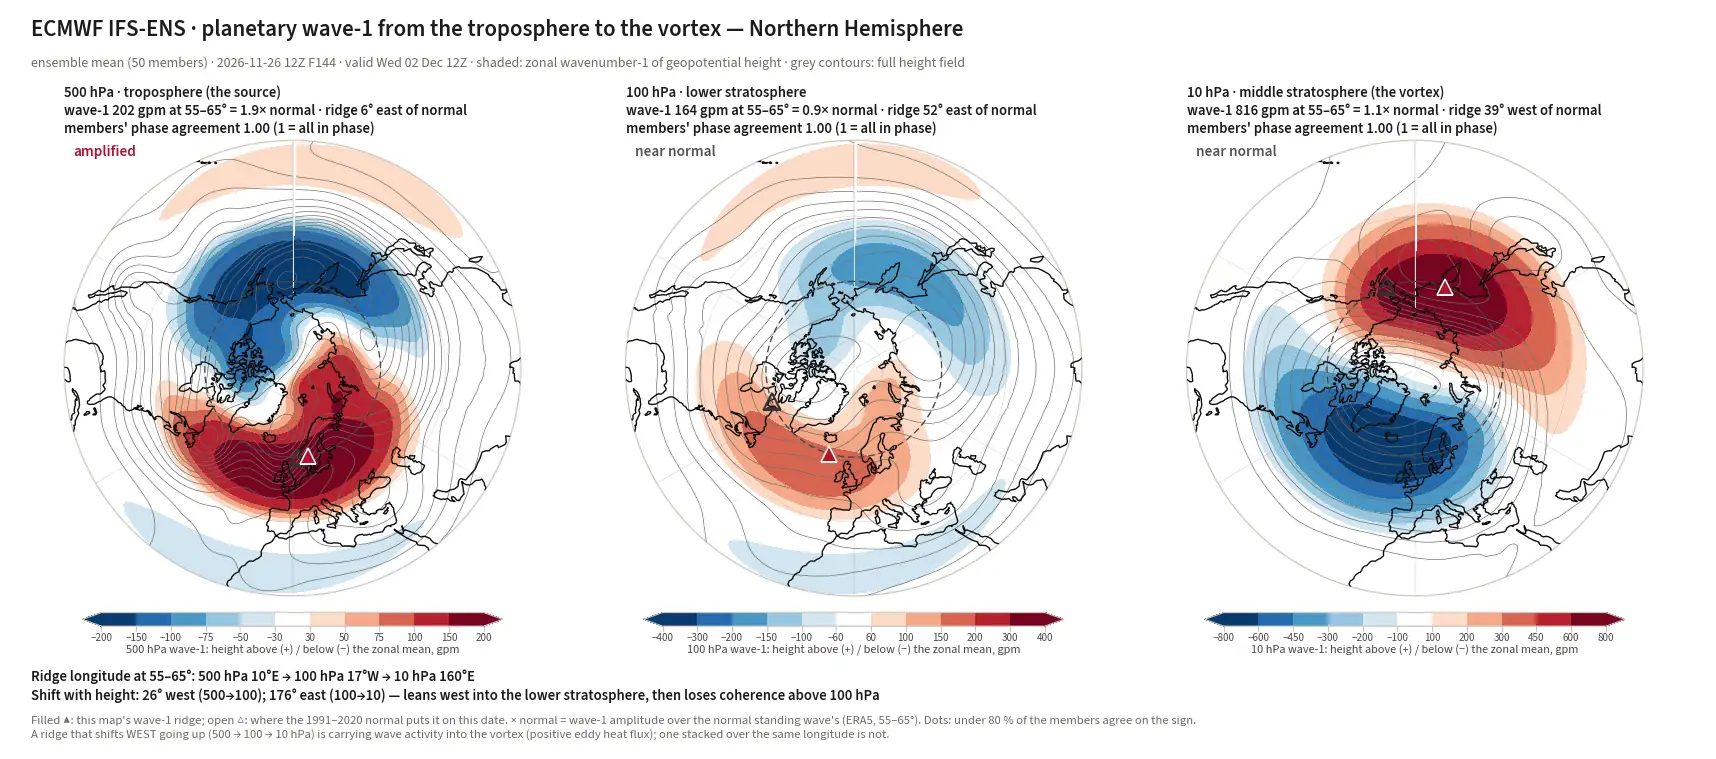 ECMWF IFS-ENS · planetary wave-1 from the troposphere to the vortex — Northern Hemisphere
ensemble mean (50 members) · 2026-11-26 12Z F144 · valid Wed 02 Dec 12Z · shaded: zonal wavenumber-1 of geopotential height · grey contours: full height field
500 hPa · troposphere (the source)
wave-1 202 gpm at 55–65° = 1.9× normal · ridge 6° east of normal
members' phase agreement 1.00 (1 = all in phase)
amplified
100 hPa · lower stratosphere
wave-1 164 gpm at 55–65° = 0.9× normal · ridge 52° east of normal
members' phase agreement 1.00 (1 = all in phase)
near normal
10 hPa · middle stratosphere (the vortex)
wave-1 816 gpm at 55–65° = 1.1× normal · ridge 39° west of normal
members' phase agreement 1.00 (1 = all in phase)
near normal
−200 −150 −100 −75 −50 −30 30 50 75 100 150 200
500 hPa wave-1: height above (+) / below (−) the zonal mean, gpm
−400 −300 −200 −150 −100 −60 60 100 150 200 300 400
100 hPa wave-1: height above (+) / below (−) the zonal mean, gpm
−800 −600 −450 −300 −200 −100 100 200 300 450 600 800
10 hPa wave-1: height above (+) / below (−) the zonal mean, gpm
Ridge longitude at 55–65°: 500 hPa 10°E → 100 hPa 17°W → 10 hPa 160°E
Shift with height: 26° west (500→100); 176° east (100→10) — leans west into the lower stratosphere, then loses coherence above 100 hPa
Filled ▲: this map's wave-1 ridge; open △: where the 1991–2020 normal puts it on this date. × normal = wave-1 amplitude over the normal standing wave's (ERA5, 55–65°). Dots: under 80 % of the members agree on the sign.
A ridge that shifts WEST going up (500 → 100 → 10 hPa) is carrying wave activity into the vortex (positive eddy heat flux); one stacked over the same longitude is not.